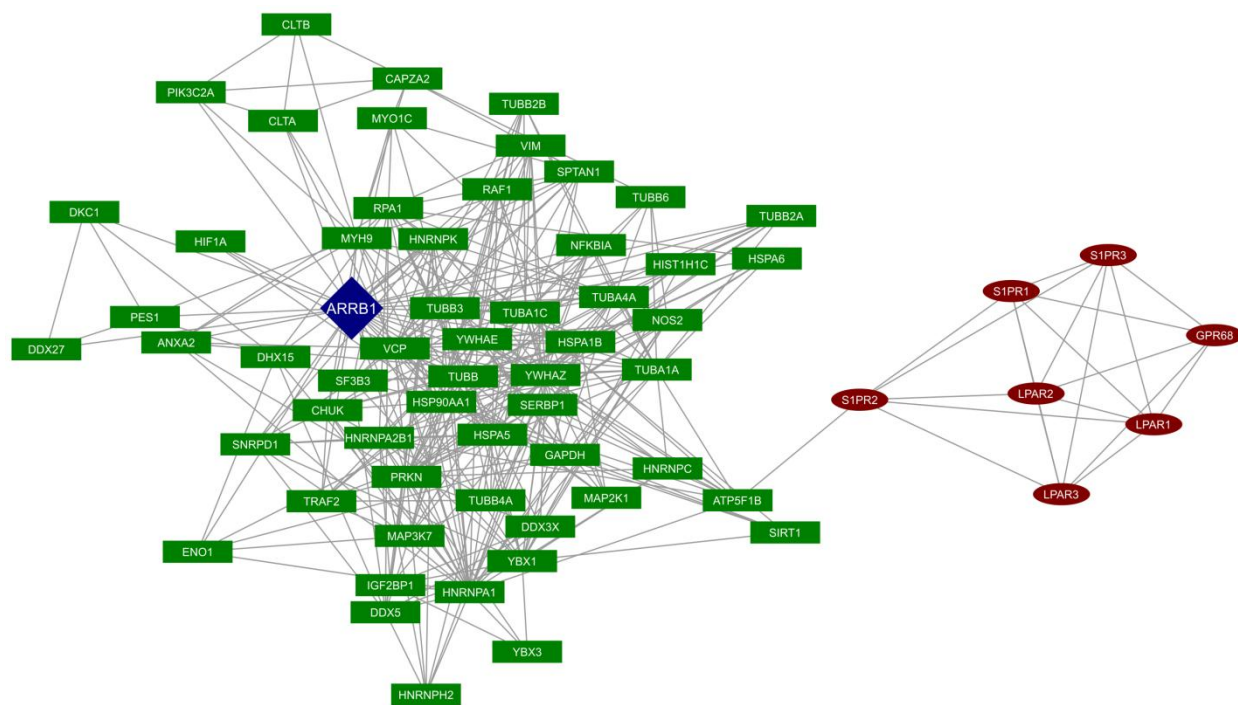 CLTB
CAPZA2
PIK3C2A
TUBB2B
MYO1C
CLTA
VIM
SPTAN1
RAF1
TUBB6
RPA1
DKC1
TUBB2A
HIF1A
MYH9
HNRNPK
NFKBIA
S1PR3
HSPA6
HIST1H1C
S1PR1
TUBA4A
ARRB1
TUBB3
TUBA1C
PES1
NOS2
GPR68
YWHAE
HSPA1B
ANXA2
DDX27
VCP
DHX15
TUBA1A
YWHAZ
TUBB
SF3B3
LPAR2
S1PR2
HSP90AA1
SERBP1
CHUK
LPAR1
HSPA5
HNRNPA2B1
SNRPD1
GAPDH
HNRNPC
PRKN
LPAR3
MAP2K1
ATP5F1B
TUBB4A
TRAF2
DDX3X
SIRT1
MAP3K7
ENO1
YBX1
IGF2BP1
HNRNPA1
DDX5
YBX3
HNRNPH2